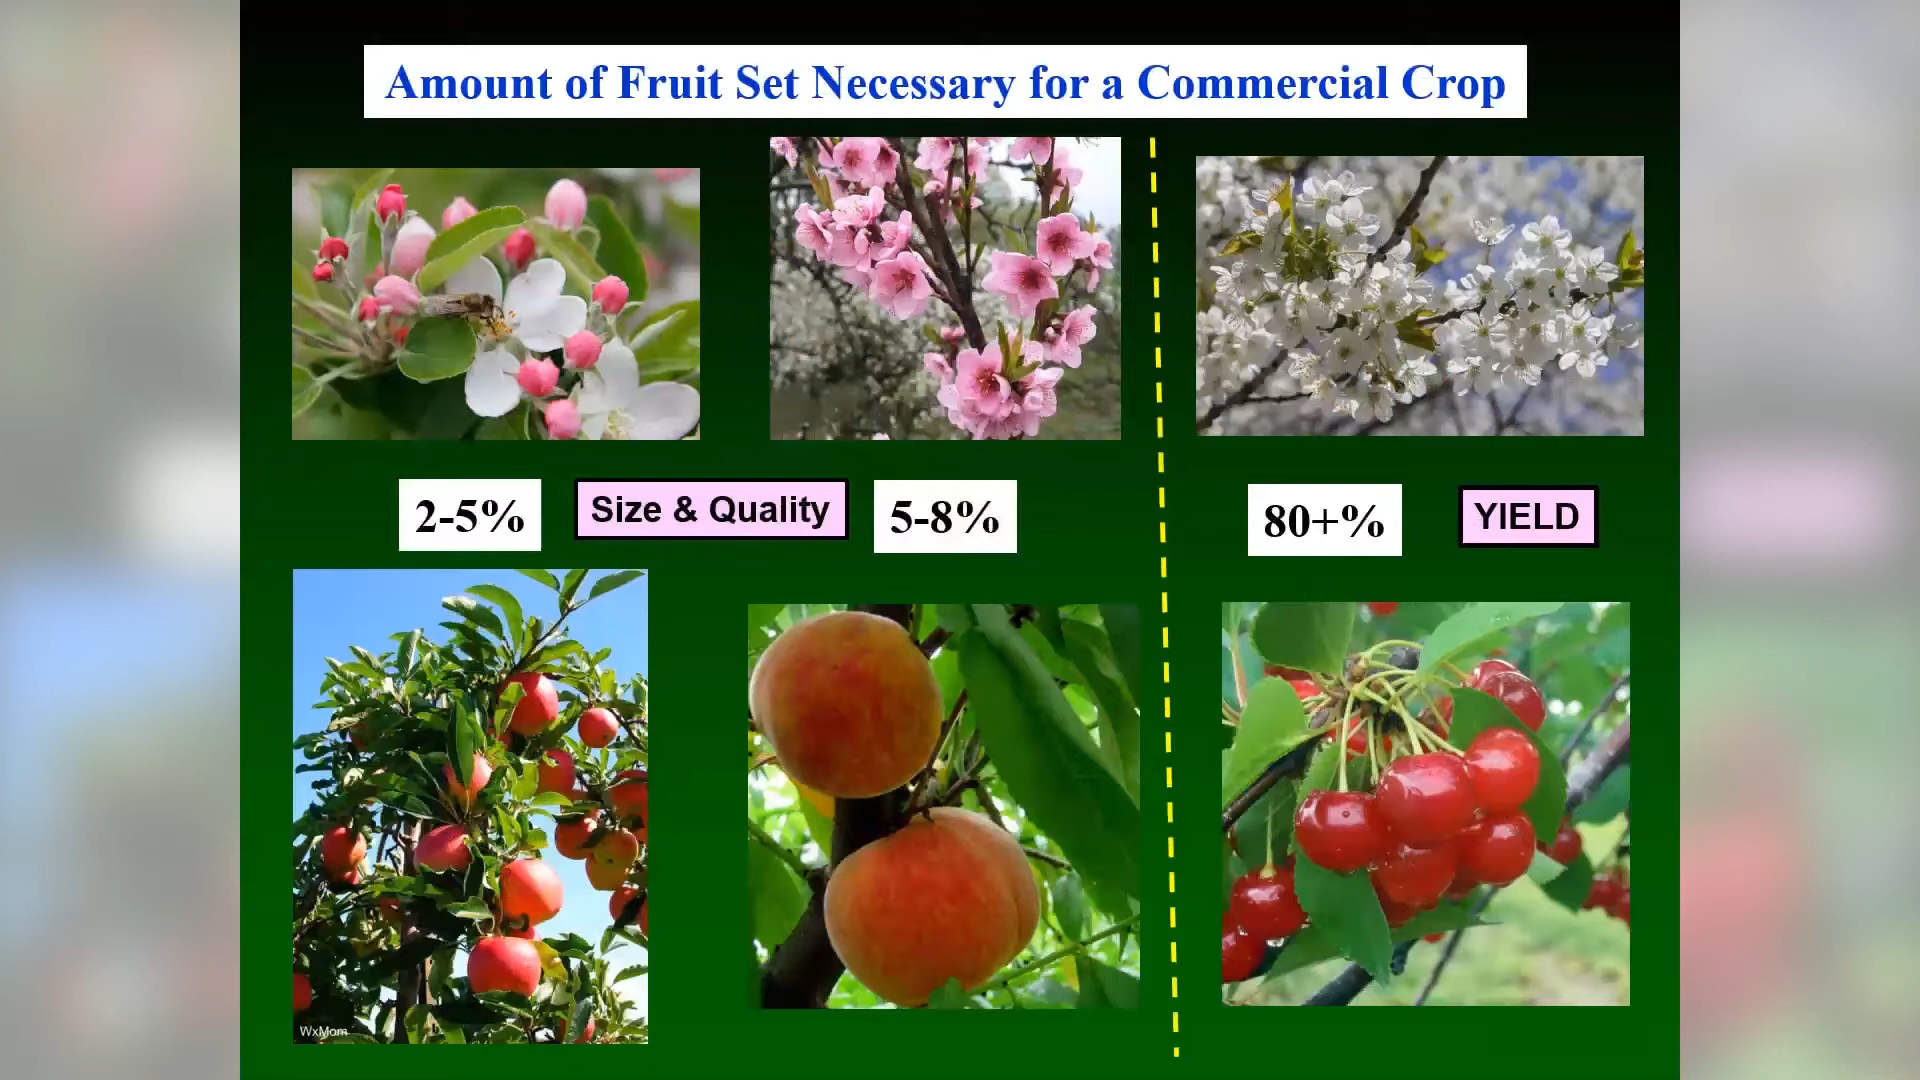 Amount of Fruit Set Necessary for a Commercial Crop
2-5%
Size & Quality
5-8%
80+%
YIELD
WxMom